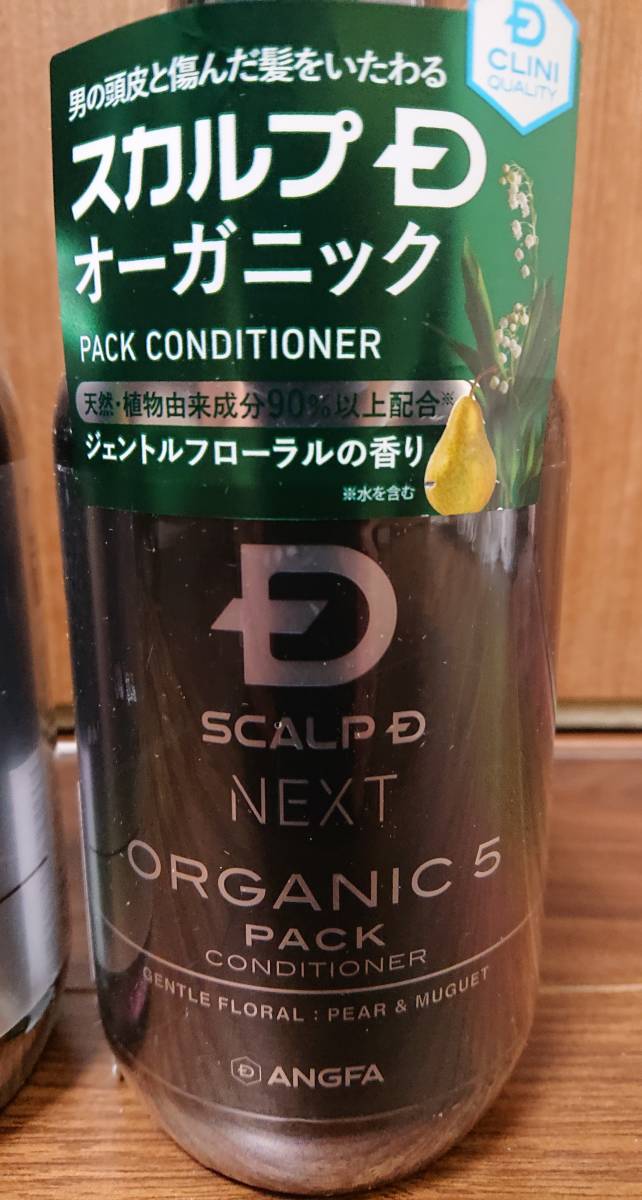 男の頭皮と傷んだ髪をいたわる
D
CLINI
QUALITY
スカルプD
オーガニック
PACK CONDITIONER
天然・植物由来成分90%以上配合※
ジェントルフローラルの香り
※水を含む
D
SCALP D
NEXT
ORGANIC 5
PACK
CONDITIONER
GENTLE FLORAL : PEAR & MUGUET
D ANGFA